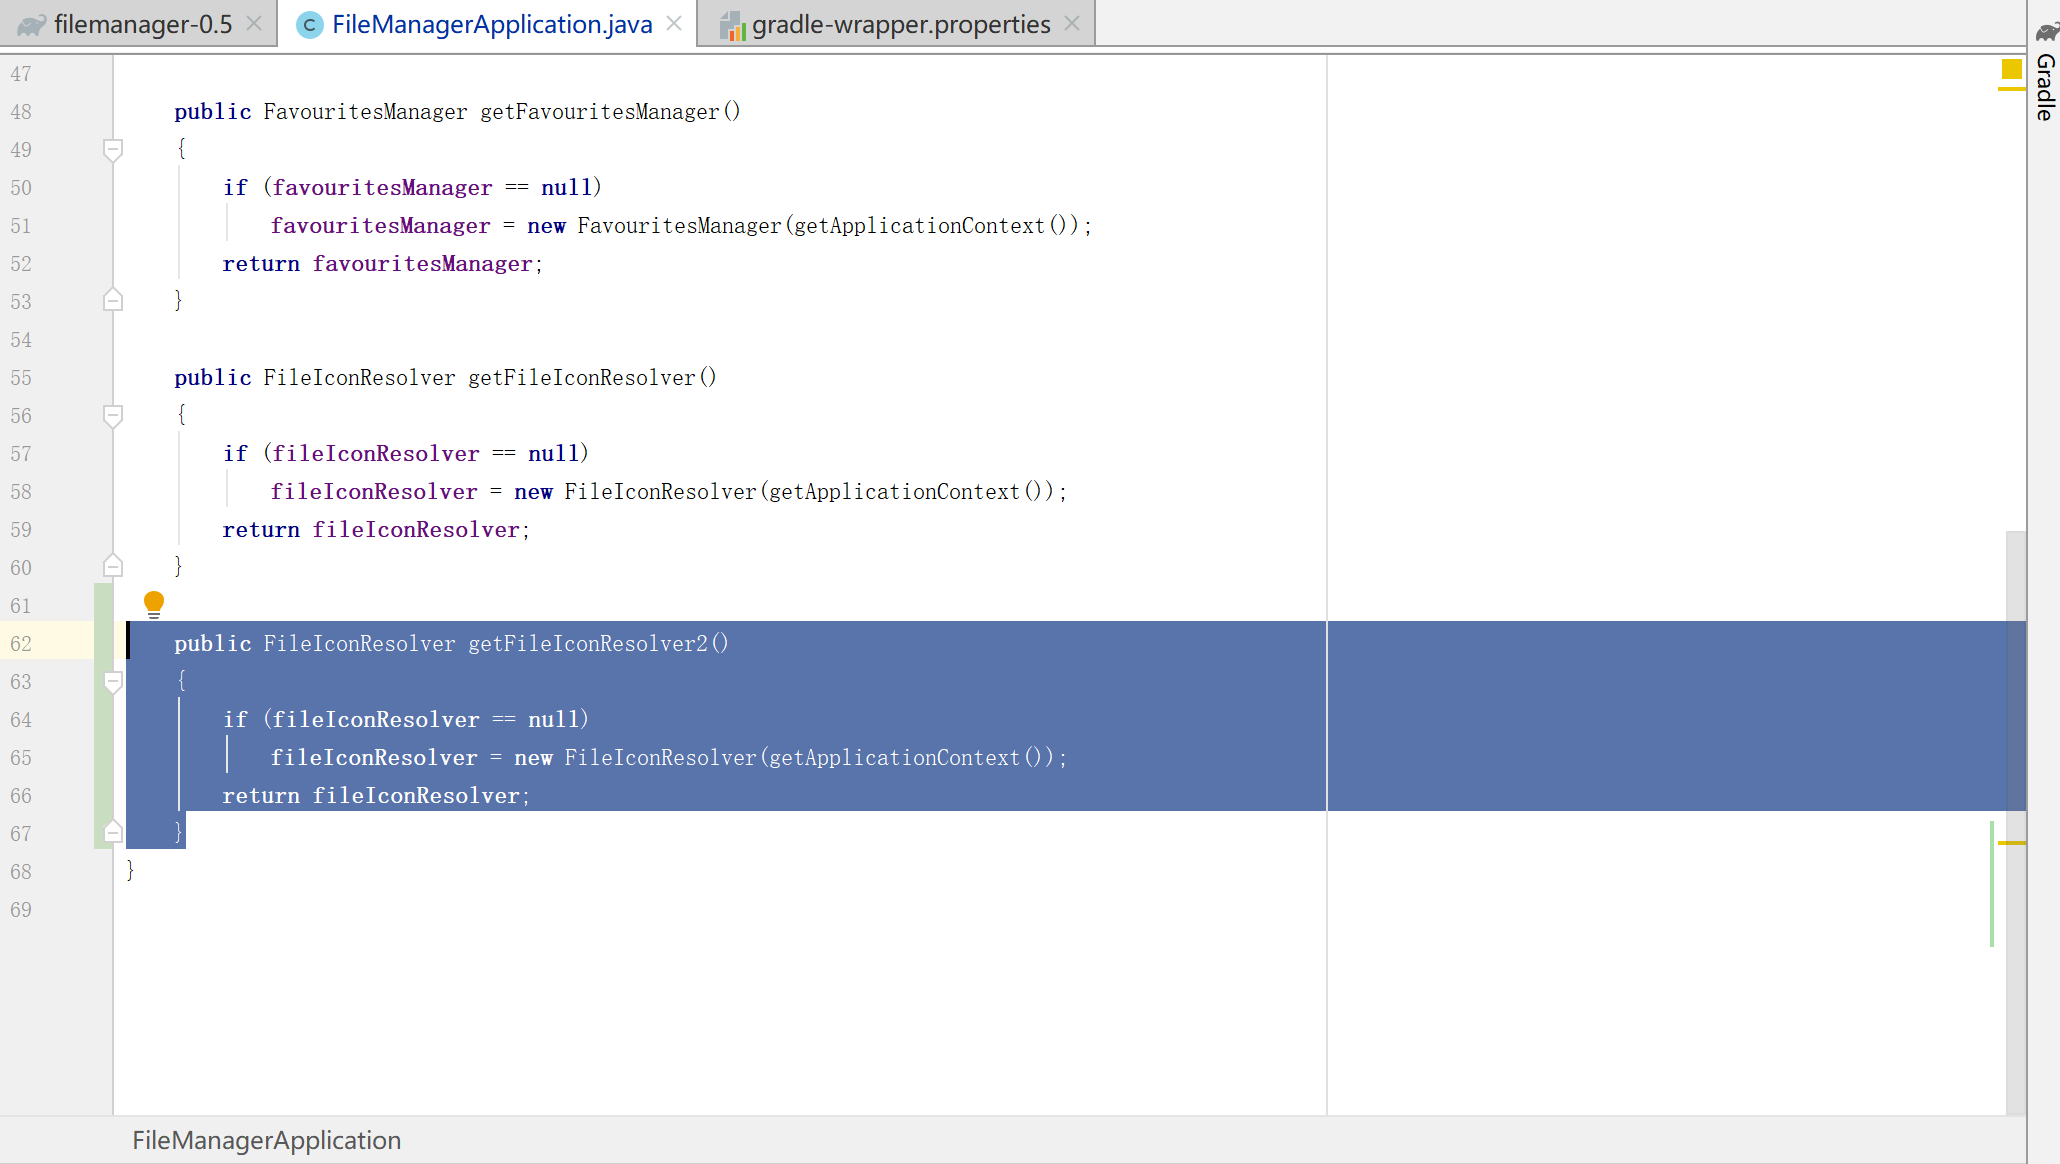 filemanager-0.5
FileManagerApplication.java
gradle-wrapper.properties
Gradle
47
48 public FavouritesManager getFavouritesManager()
49 {
50 if (favouritesManager == null)
51 favouritesManager = new FavouritesManager(getApplicationContext());
52 return favouritesManager;
53 }
54
55 public FileIconResolver getFileIconResolver()
56 {
57 if (fileIconResolver == null)
58 fileIconResolver = new FileIconResolver(getApplicationContext());
59 return fileIconResolver;
60 }
61
62 public FileIconResolver getFileIconResolver2()
63 {
64 if (fileIconResolver == null)
65 fileIconResolver = new FileIconResolver(getApplicationContext());
66 return fileIconResolver;
67 }
68 }
69
FileManagerApplication